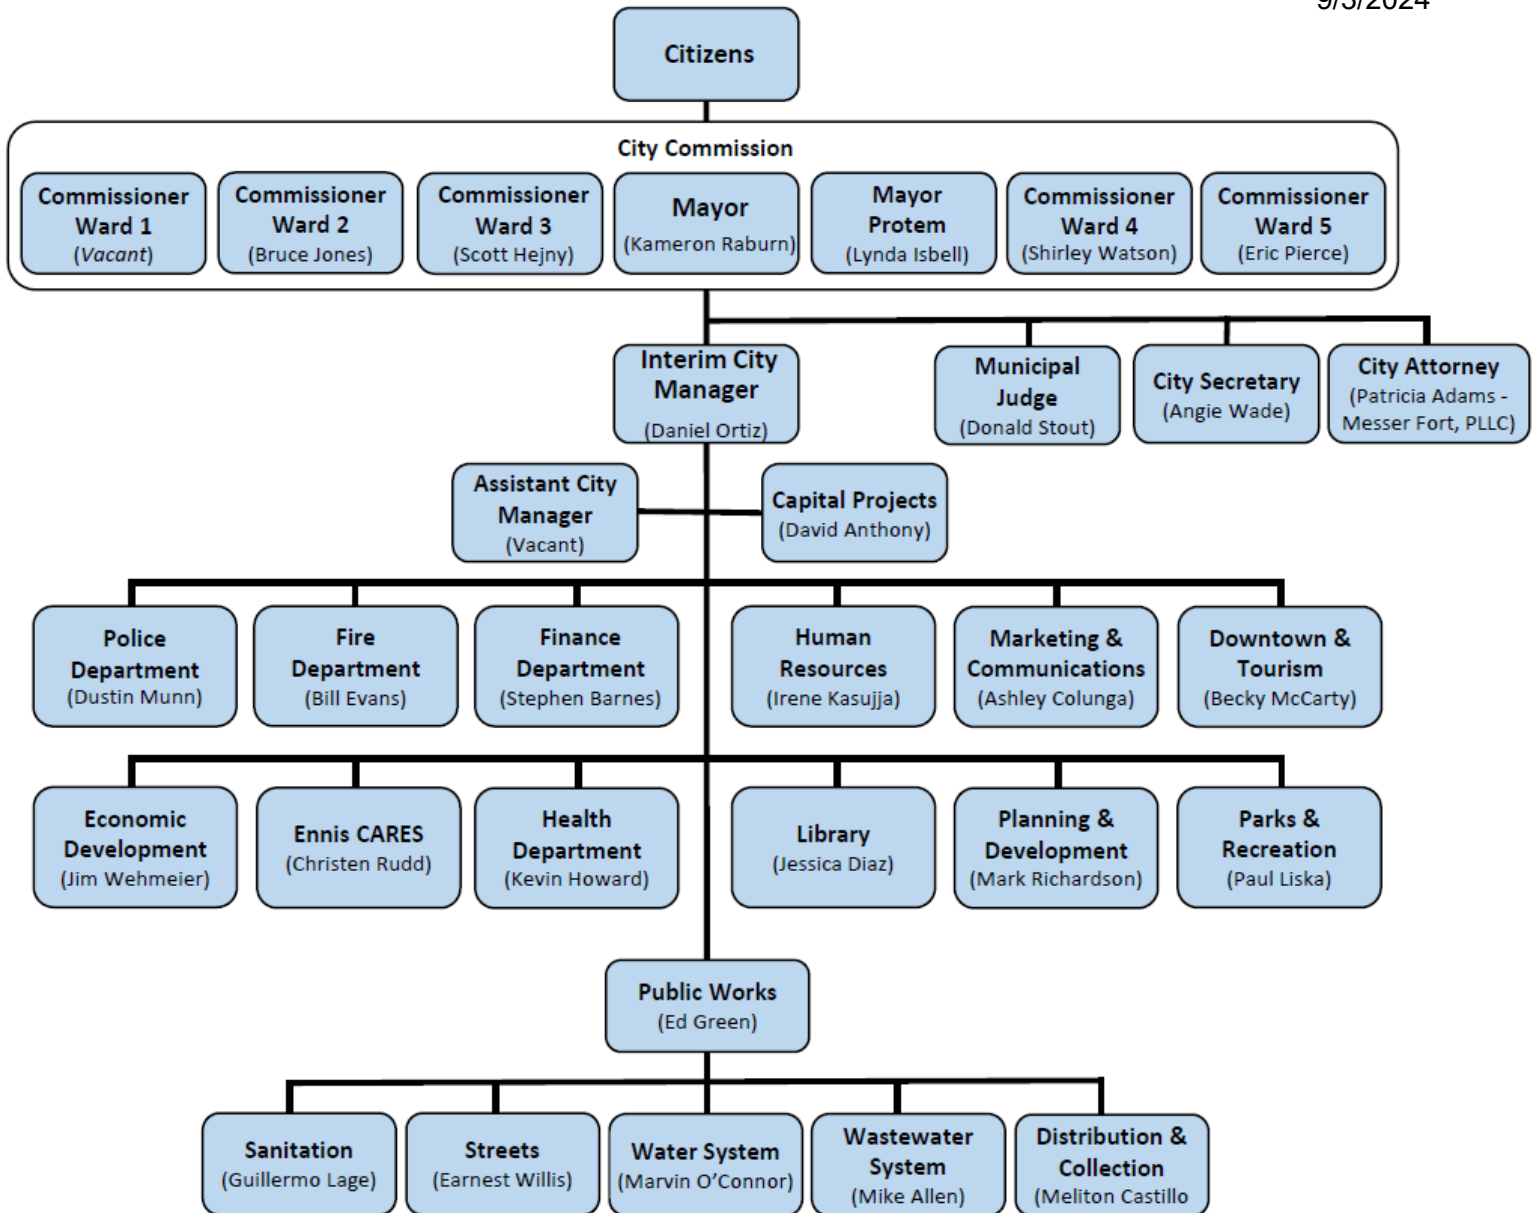 9/5/2024
Citizens
City Commission
Commissioner
Ward 1
(Vacant)
Commissioner
Ward 2
(Bruce Jones)
Commissioner
Ward 3
(Scott Hejny)
Mayor
(Kameron Raburn)
Mayor
Protem
(Lynda Isbell)
Commissioner
Ward 4
(Shirley Watson)
Commissioner
Ward 5
(Eric Pierce)
Interim City
Manager
(Daniel Ortiz)
Municipal
Judge
(Donald Stout)
City Secretary
(Angie Wade)
City Attorney
(Patricia Adams -
Messer Fort, PLLC)
Assistant City
Manager
(Vacant)
Capital Projects
(David Anthony)
Police
Department
(Dustin Munn)
Fire
Department
(Bill Evans)
Finance
Department
(Stephen Barnes)
Human
Resources
(Irene Kasujja)
Marketing &
Communications
(Ashley Colunga)
Downtown &
Tourism
(Becky McCarty)
Economic
Development
(Jim Wehmeier)
Ennis CARES
(Christen Rudd)
Health
Department
(Kevin Howard)
Library
(Jessica Diaz)
Planning &
Development
(Mark Richardson)
Parks &
Recreation
(Paul Liska)
Public Works
(Ed Green)
Sanitation
(Guillermo Lage)
Streets
(Earnest Willis)
Water System
(Marvin O'Connor)
Wastewater
System
(Mike Allen)
Distribution &
Collection
(Meliton Castillo